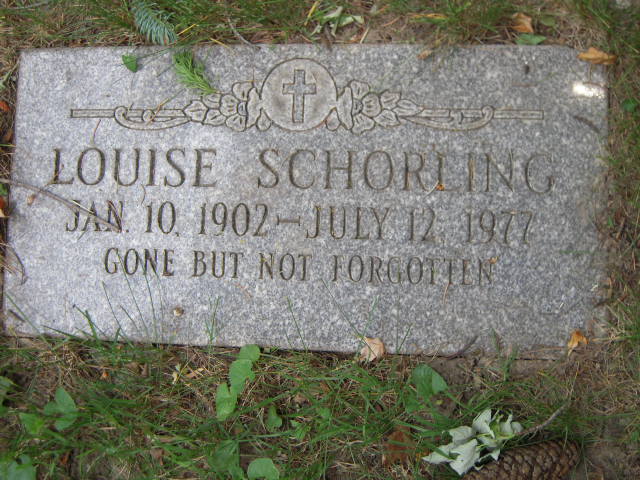 LOUISE SCHORLING
JAN. 10, 1902 – JULY 12, 1977
GONE BUT NOT FORGOTTEN